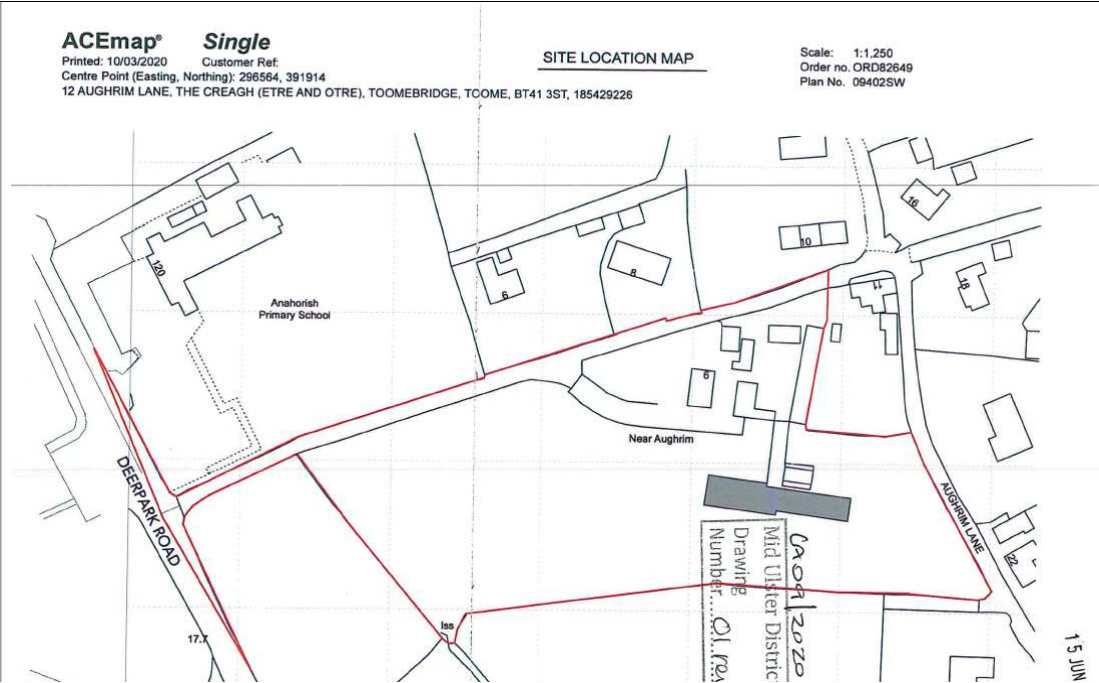 ACEmap® Single
Printed: 10/03/2020 Customer Ref:
Centre Point (Easting, Northing): 296564, 391914
12 AUGHRIM LANE, THE CREAGH (ETRE AND OTRE), TOOMEBRIDGE, TOOME, BT41 3ST, 185429226
SITE LOCATION MAP
Scale: 1:1,250
Order no. ORD82649
Plan No. 09402SW
16
10
120
8
6
18
11
Anahorish
Primary School
6
Near Aughrim
DEERPARK ROAD
AUGHRIM LANE
22
Iss
17.7
Mid Ulster Distric
Drawing
Number....01 rev
15 JUN